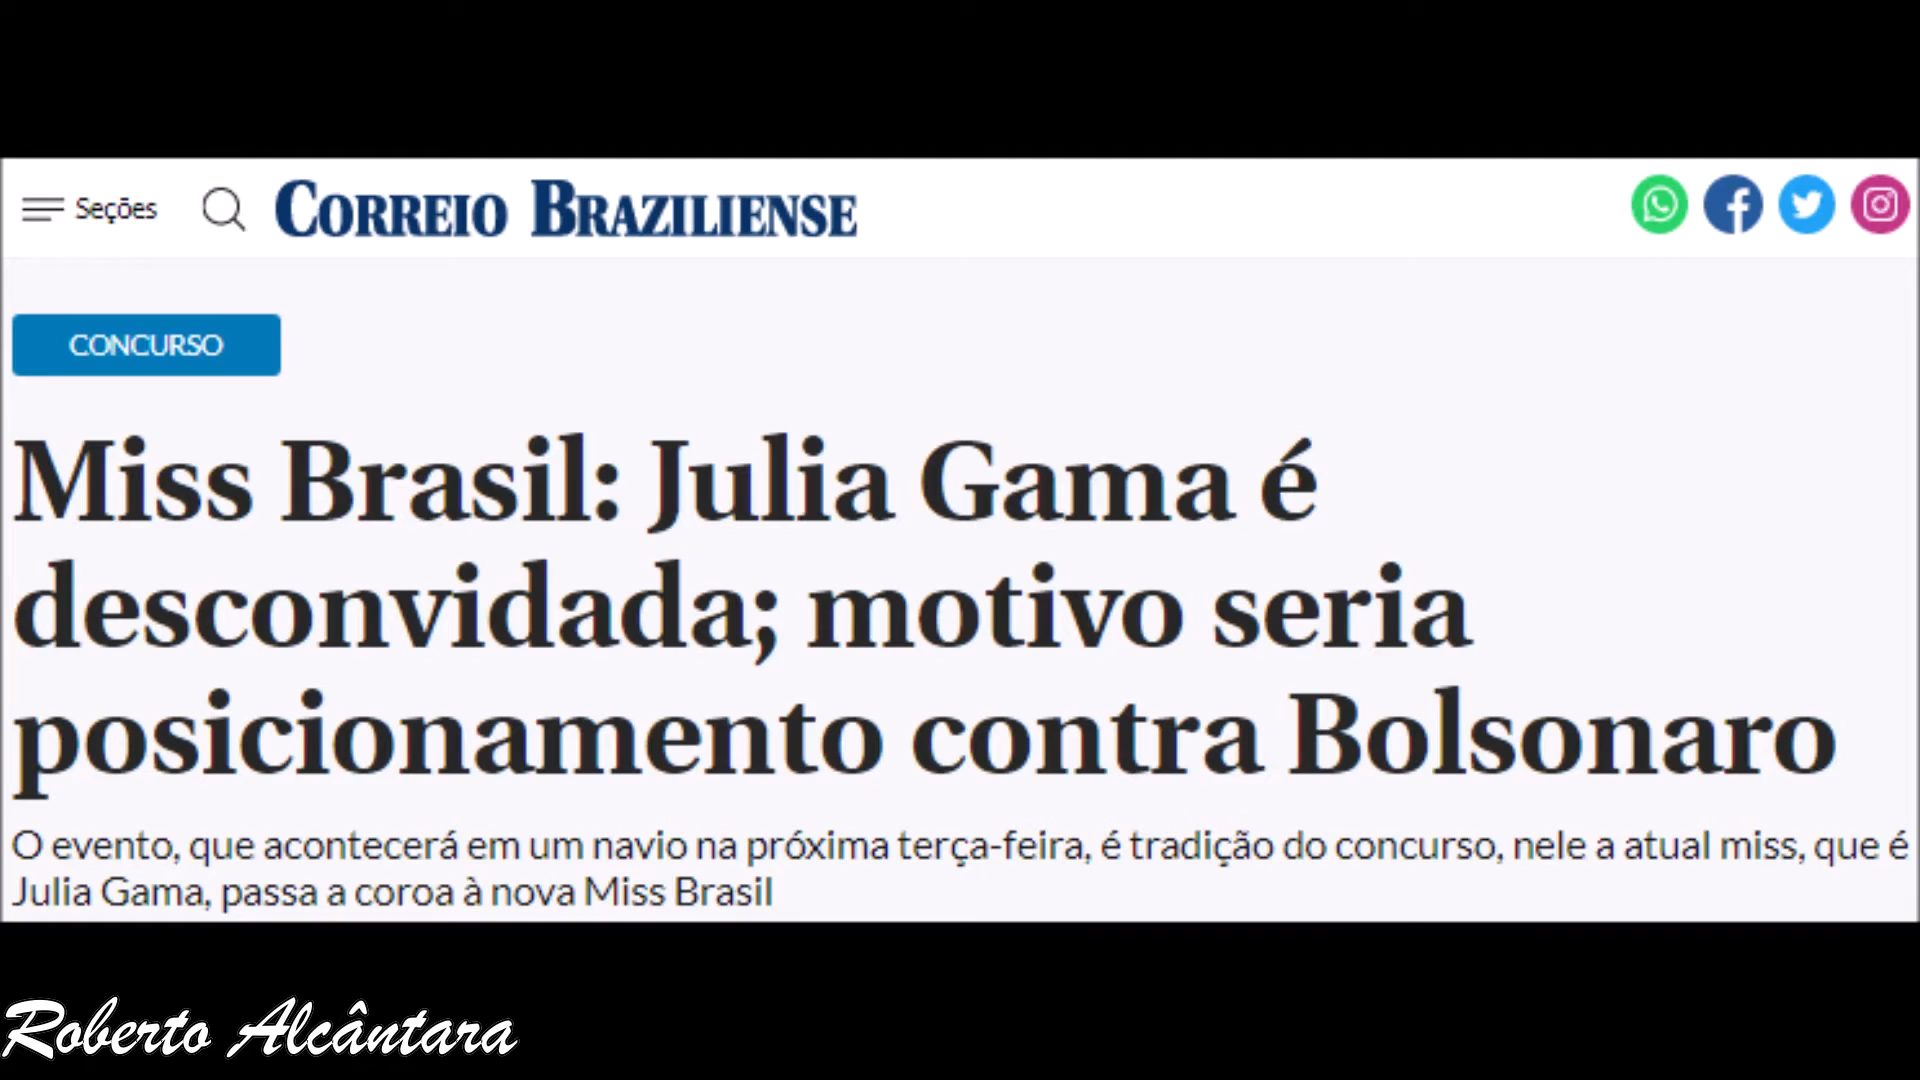 Seções
CORREIO BRAZILIENSE
CONCURSO
Miss Brasil: Julia Gama é
desconvidada; motivo seria
posicionamento contra Bolsonaro
O evento, que acontecerá em um navio na próxima terça-feira, é tradição do concurso, nele a atual miss, que é
Julia Gama, passa a coroa à nova Miss Brasil
Roberto Alcântara